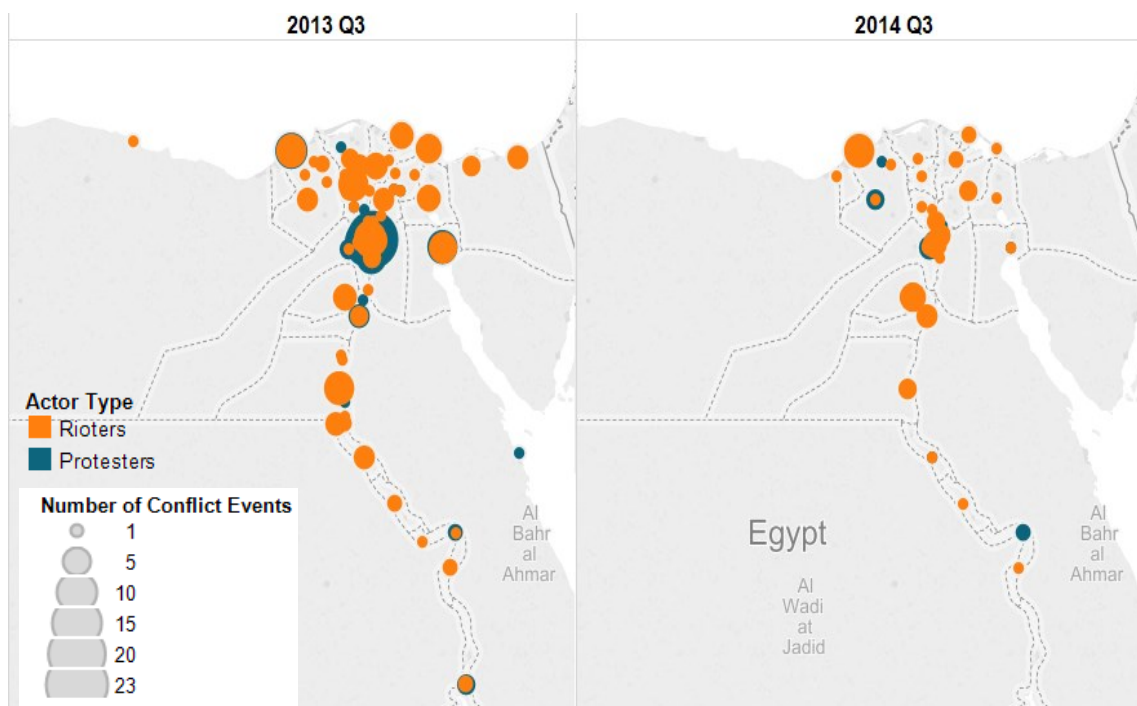 2013 Q3
2014 Q3
Actor Type
Rioters
Protesters
Number of Conflict Events
1
5
10
15
20
23
Al
Bahr
al
Ahmar
Egypt
Al
Wadi
at
Jadid
Al
Bahr
al
Ahmar